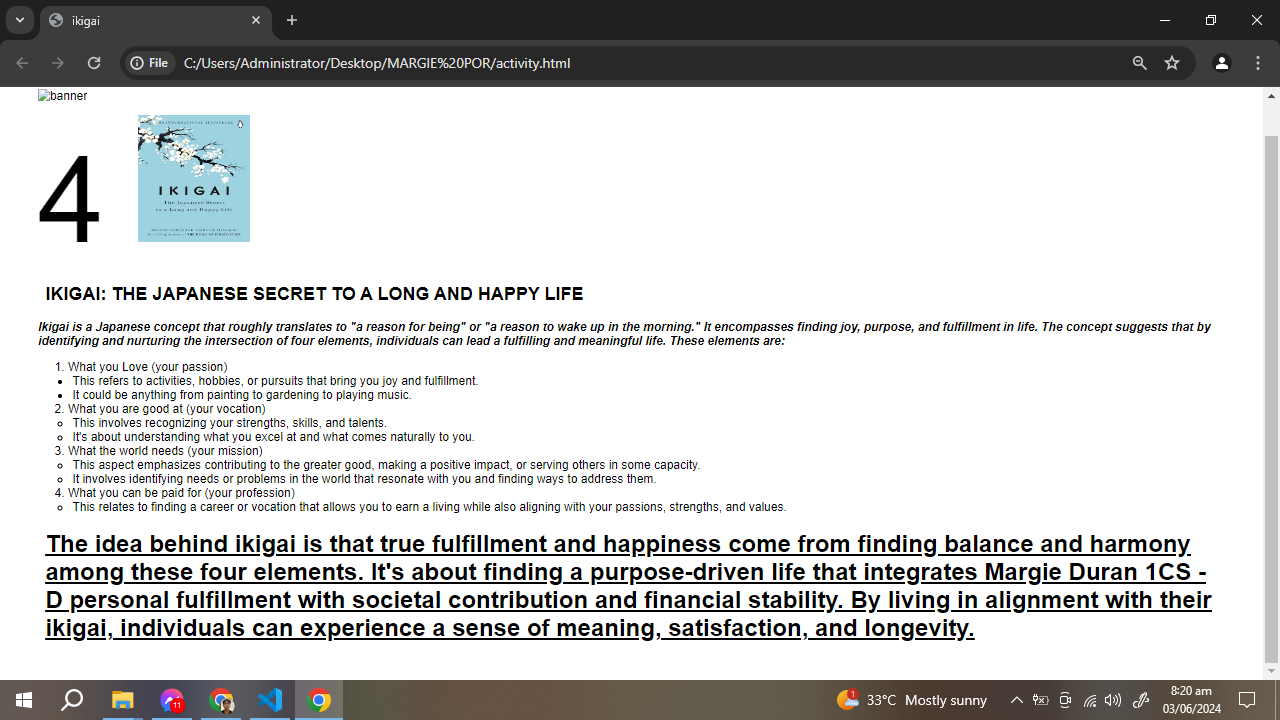 ikigai
File
C:/Users/Administrator/Desktop/MARGIE%20POR/activity.html
banner
4
IKIGAI
The Japanese Secret
to a Long and Happy Life
IKIGAI: THE JAPANESE SECRET TO A LONG AND HAPPY LIFE
Ikigai is a Japanese concept that roughly translates to "a reason for being" or "a reason to wake up in the morning." It encompasses finding joy, purpose, and fulfillment in life. The concept suggests that by
identifying and nurturing the intersection of four elements, individuals can lead a fulfilling and meaningful life. These elements are:
1. What you Love (your passion)
• This refers to activities, hobbies, or pursuits that bring you joy and fulfillment.
• It could be anything from painting to gardening to playing music.
2. What you are good at (your vocation)
○ This involves recognizing your strengths, skills, and talents.
○ It's about understanding what you excel at and what comes naturally to you.
3. What the world needs (your mission)
○ This aspect emphasizes contributing to the greater good, making a positive impact, or serving others in some capacity.
○ It involves identifying needs or problems in the world that resonate with you and finding ways to address them.
4. What you can be paid for (your profession)
○ This relates to finding a career or vocation that allows you to earn a living while also aligning with your passions, strengths, and values.
The idea behind ikigai is that true fulfillment and happiness come from finding balance and harmony
among these four elements. It's about finding a purpose-driven life that integrates Margie Duran 1CS -
D personal fulfillment with societal contribution and financial stability. By living in alignment with their
ikigai, individuals can experience a sense of meaning, satisfaction, and longevity.
11
1
33°C Mostly sunny
8:20 am
03/06/2024